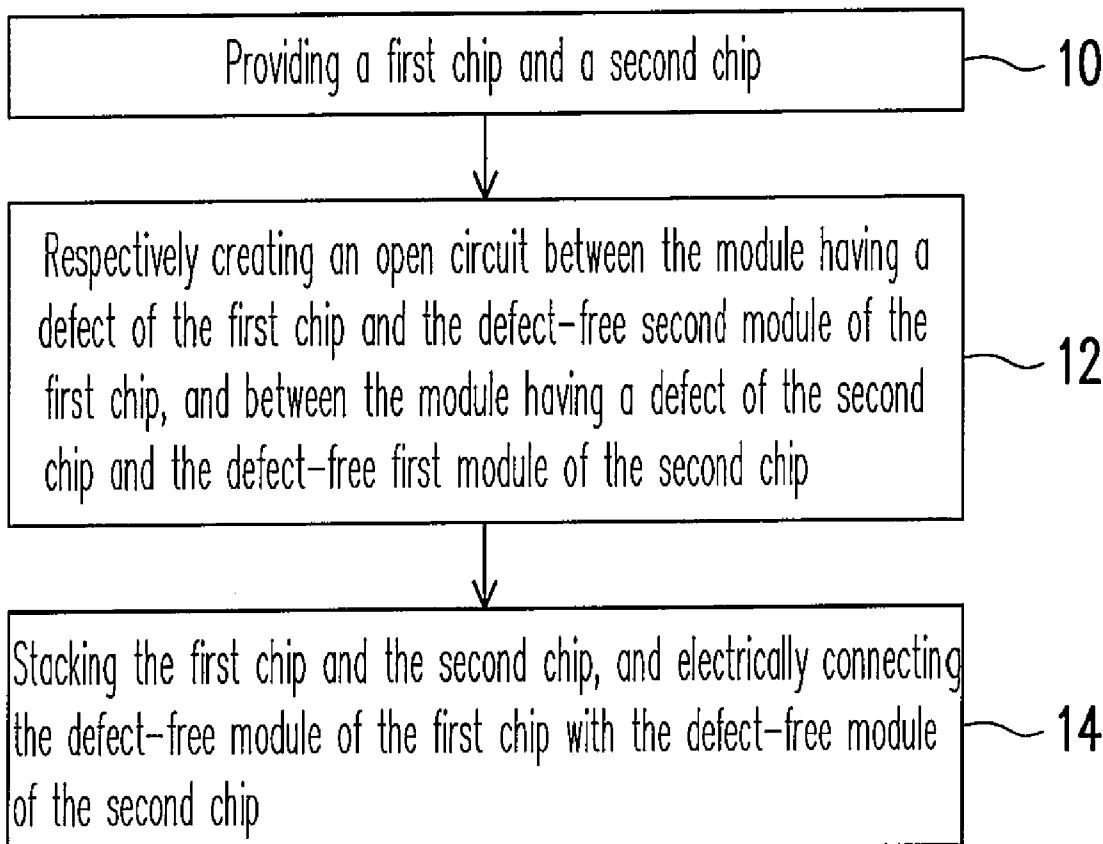 Providing a first chip and a second chip
10
Respectively creating an open circuit between the module having a
defect of the first chip and the defect-free second module of the
first chip, and between the module having a defect of the second
chip and the defect-free first module of the second chip
12
Stacking the first chip and the second chip, and electrically connecting
the defect-free module of the first chip with the defect-free module
of the second chip
14